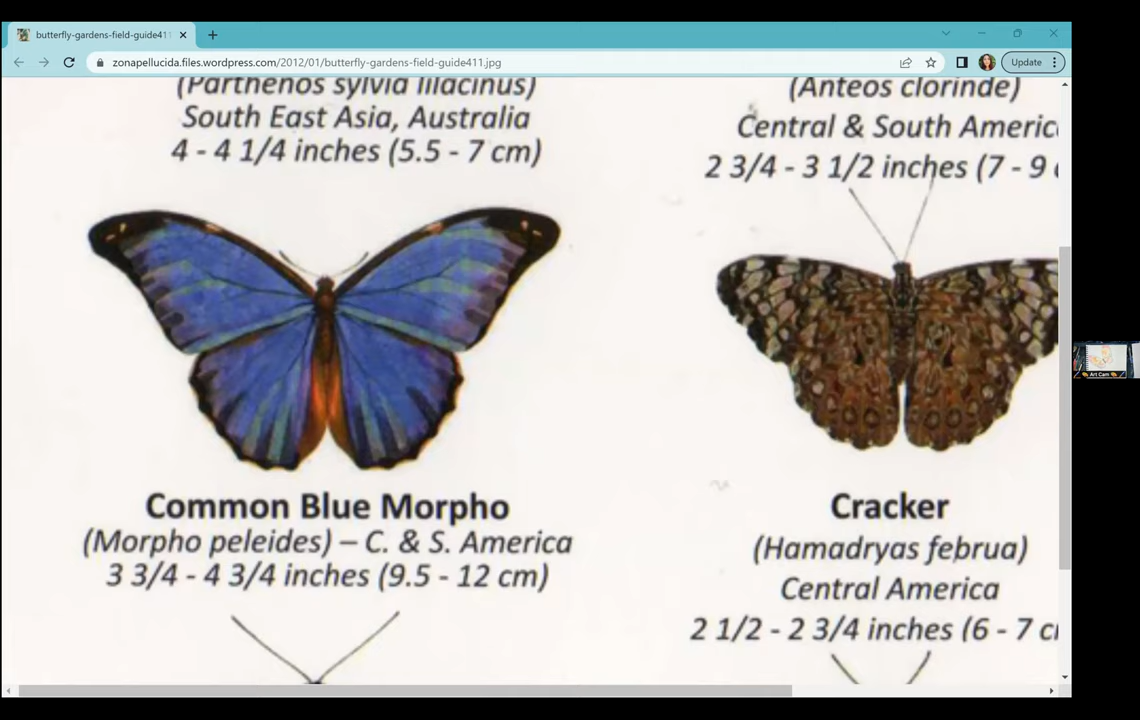 butterfly-gardens-field-guide411
zonapellucida.files.wordpress.com/2012/01/butterfly-gardens-field-guide411.jpg
Update
(Parthenos sylvia lilacinus)
South East Asia, Australia
4 - 4 1/4 inches (5.5 - 7 cm)
(Anteos clorinde)
Central & South Americ
2 3/4 - 3 1/2 inches (7 - 9 c
Common Blue Morpho
(Morpho peleides) – C. & S. America
3 3/4 - 4 3/4 inches (9.5 - 12 cm)
Cracker
(Hamadryas februa)
Central America
2 1/2 - 2 3/4 inches (6 - 7 cm
Art Cam